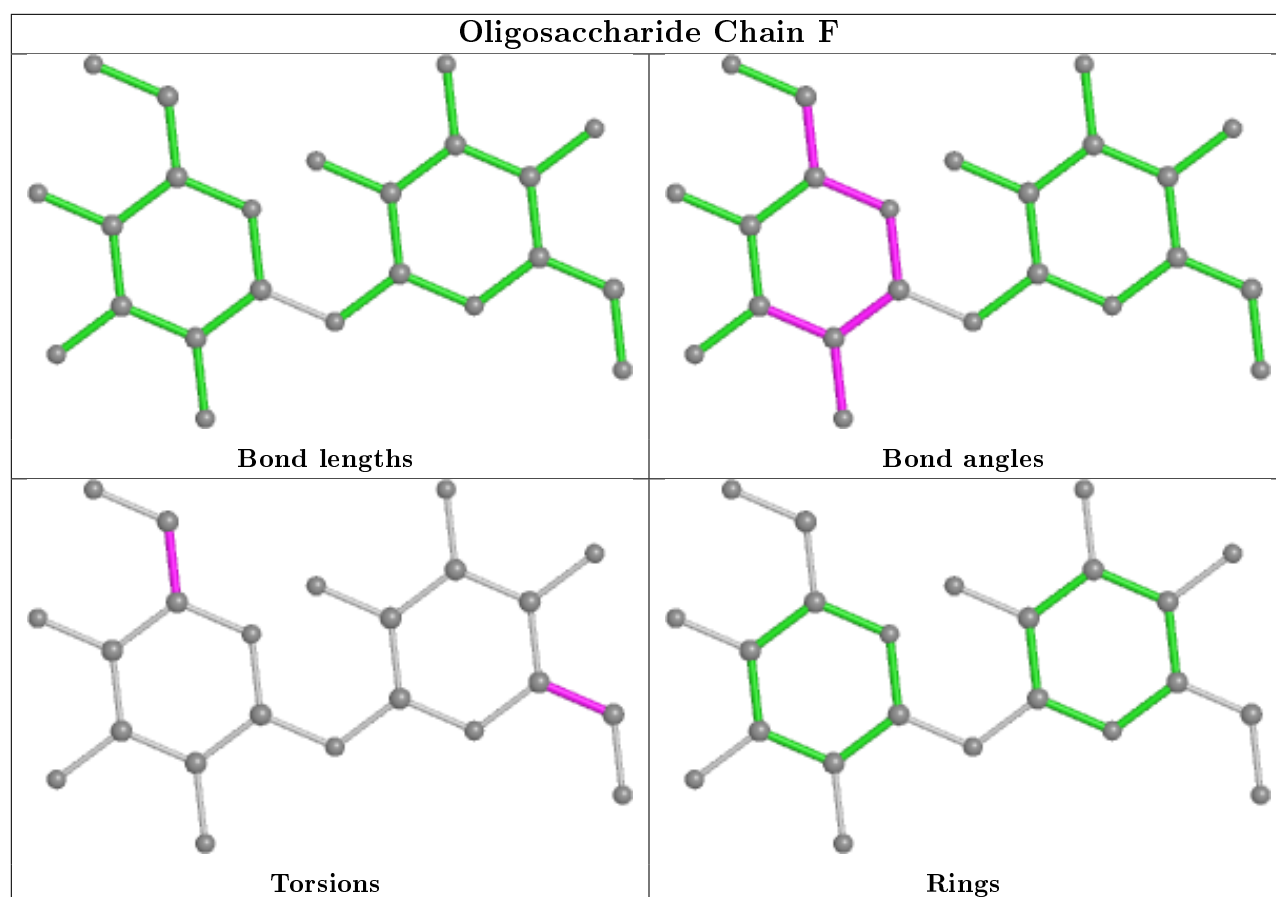 Oligosaccharide Chain F
Bond lengths
Bond angles
Torsions
Rings